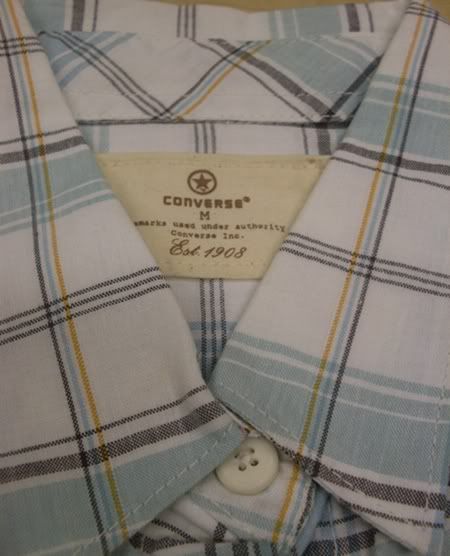 CONVERSE®
M
emarks used under authority
Converse Inc.
Est. 1908